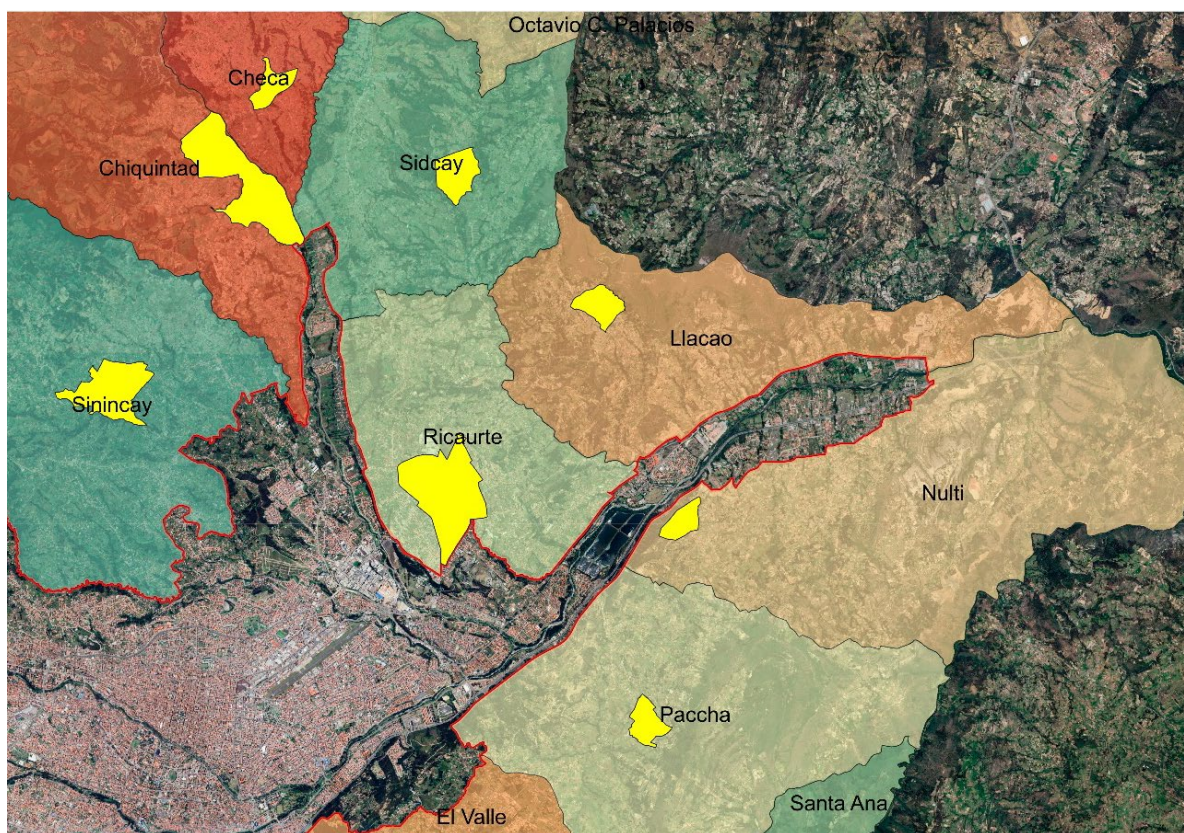 Octavio C. Palacios
Checa
Chiquintad
Sidcay
Llacao
Sinincay
Ricaurte
Nulti
Paccha
Santa Ana
El Valle